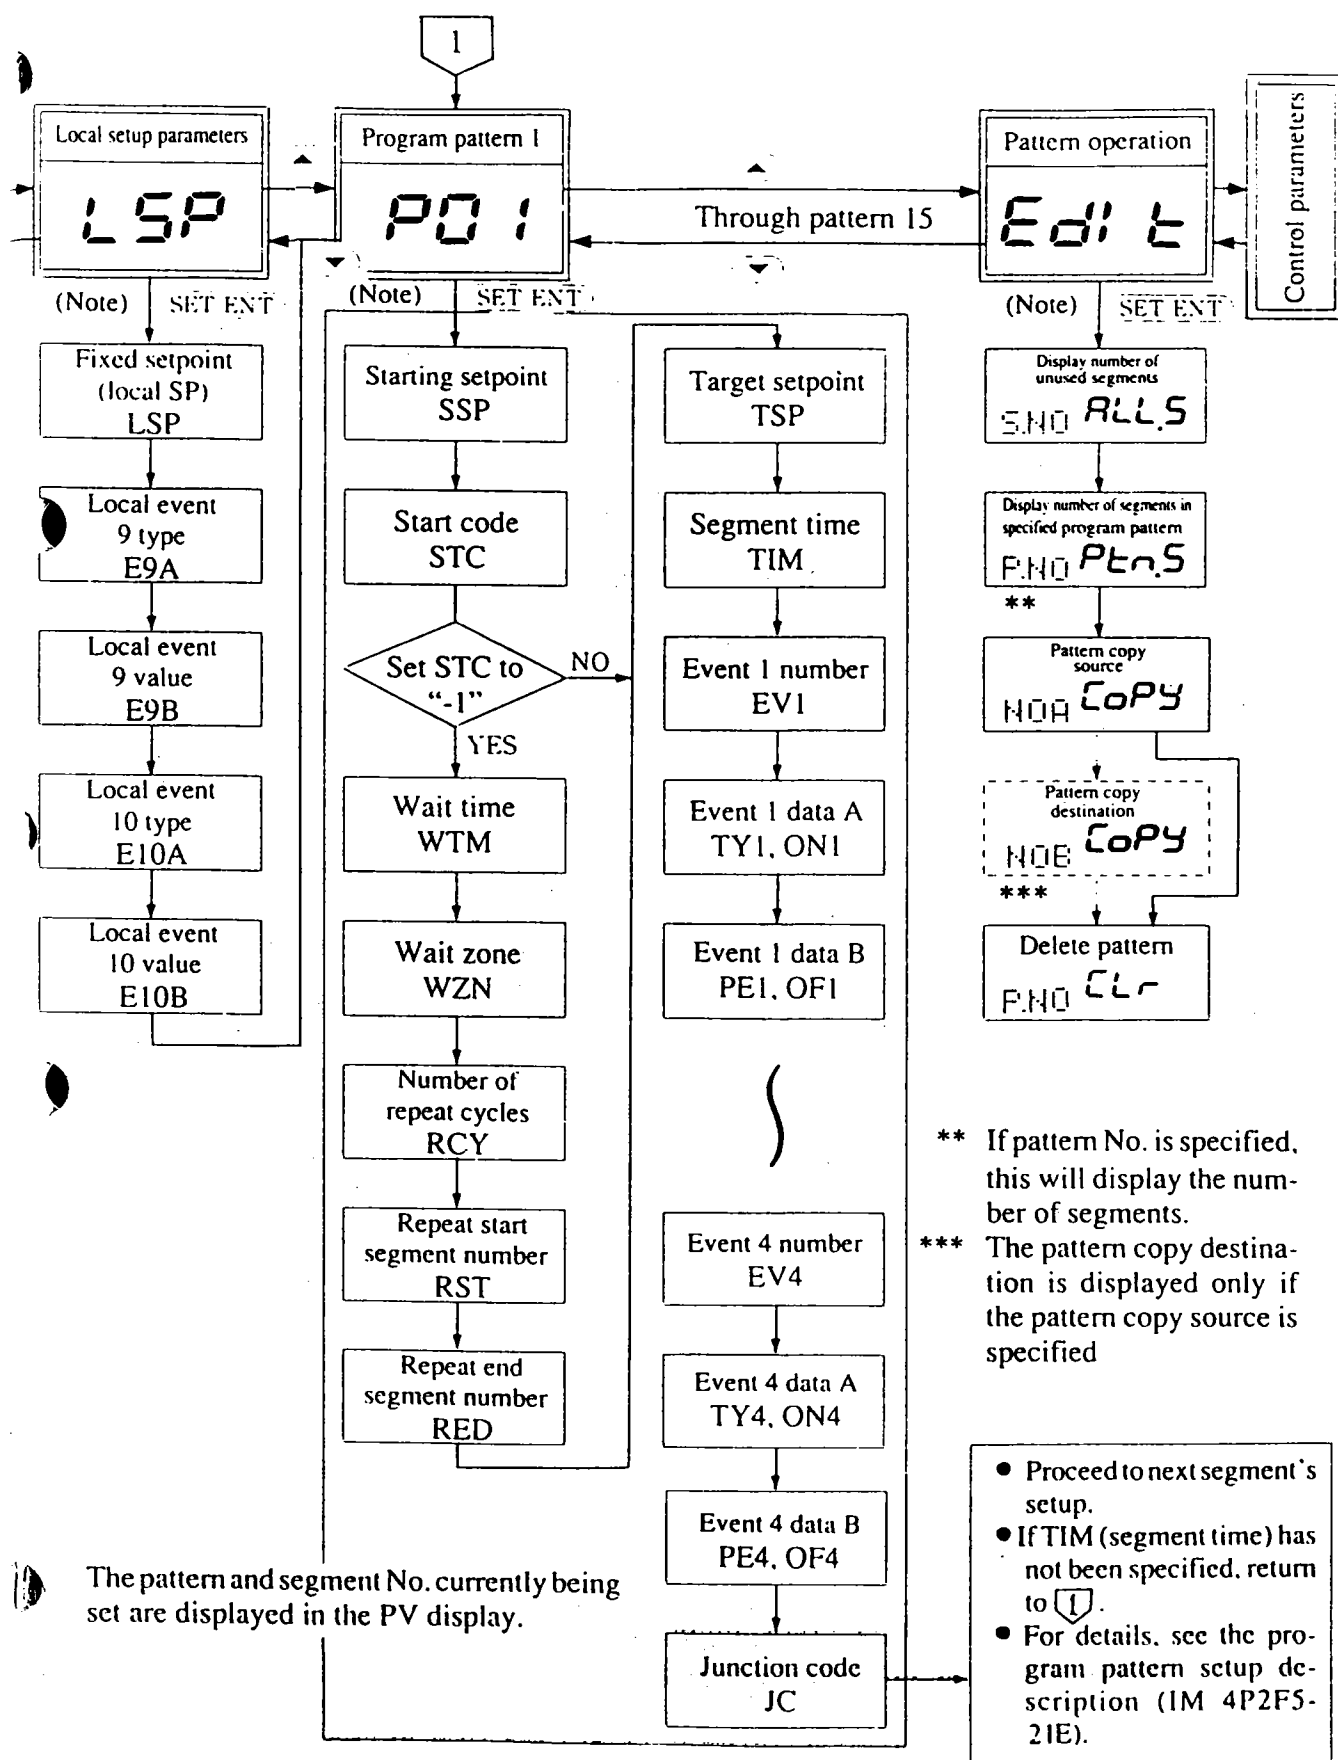 1
Local setup parameters
LSP
(Note) SET ENT
Fixed setpoint
(local SP)
LSP
Local event
9 type
E9A
Local event
9 value
E9B
Local event
10 type
E10A
Local event
10 value
E10B
Program pattern 1
P01
(Note) SET ENT
Starting setpoint
SSP
Start code
STC
Set STC to
“-1”
NO
YES
Wait time
WTM
Wait zone
WZN
Number of
repeat cycles
RCY
Repeat start
segment number
RST
Repeat end
segment number
RED
Through pattern 15
Target setpoint
TSP
Segment time
TIM
Event 1 number
EV1
Event 1 data A
TY1, ON1
Event 1 data B
PE1, OF1
Event 4 number
EV4
Event 4 data A
TY4, ON4
Event 4 data B
PE4, OF4
Junction code
JC
Pattern operation
EdIt
(Note) SET ENT
Display number of
unused segments
S.NO ALL.S
Display number of segments in
specified program pattern
P.NO Ptn.S
**
Pattern copy
source
NOA CoPY
Pattern copy
destination
NOB CoPY
***
Delete pattern
P.NO CLr
Control parameters
** If pattern No. is specified,
this will display the num-
ber of segments.
*** The pattern copy destina-
tion is displayed only if
the pattern copy source is
specified
● Proceed to next segment's
setup.
● If TIM (segment time) has
not been specified, return
to 1.
● For details, see the pro-
gram pattern setup de-
scription (IM 4P2F5-
21E).
The pattern and segment No. currently being
set are displayed in the PV display.